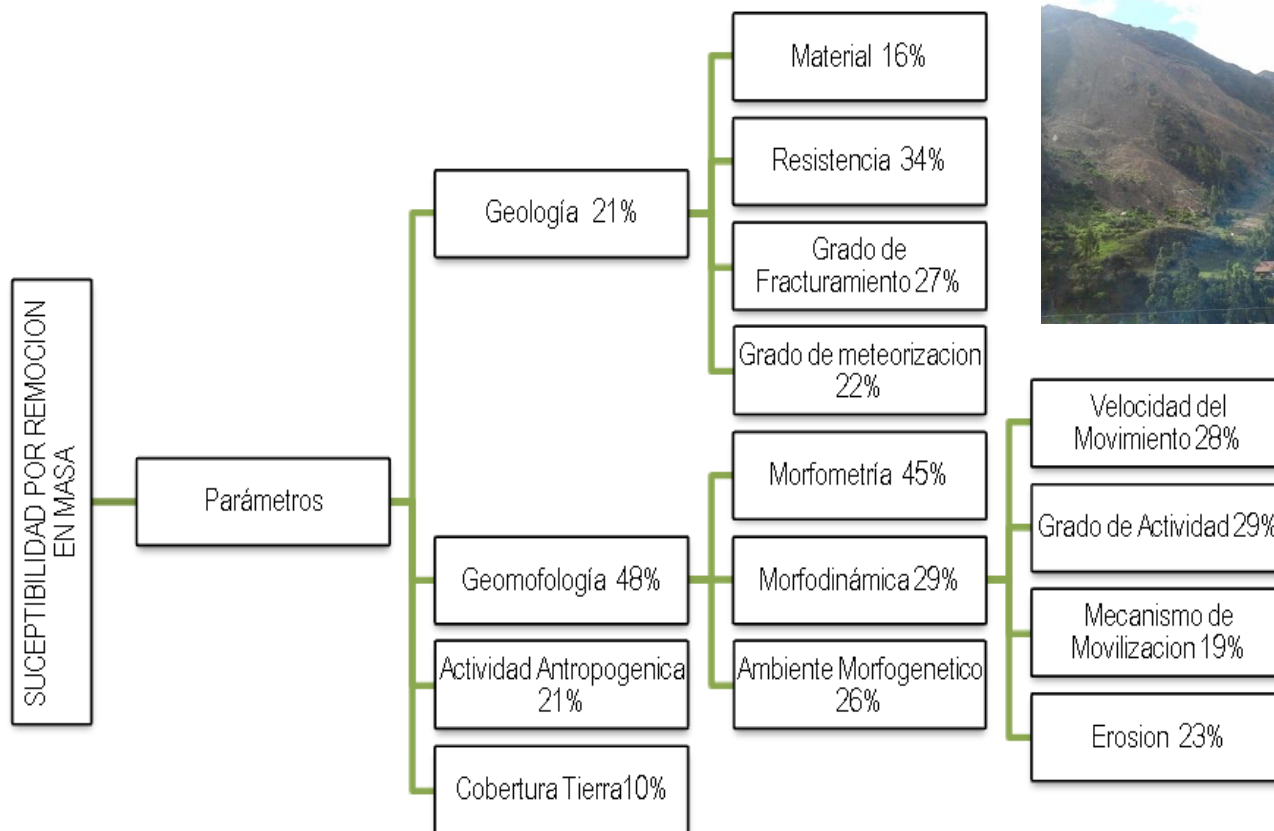 SUCEPTIBILIDAD POR REMOCION
EN MASA
Parámetros
Geología 21%
Material 16%
Resistencia 34%
Grado de
Fracturamiento 27%
Grado de meteorizacion
22%
Geomofología 48%
Morfometría 45%
Morfodinámica 29%
Velocidad del
Movimiento 28%
Grado de Actividad 29%
Mecanismo de
Movilizacion 19%
Erosion 23%
Ambiente Morfogenetico
26%
Actividad Antropogenica
21%
Cobertura Tierra10%